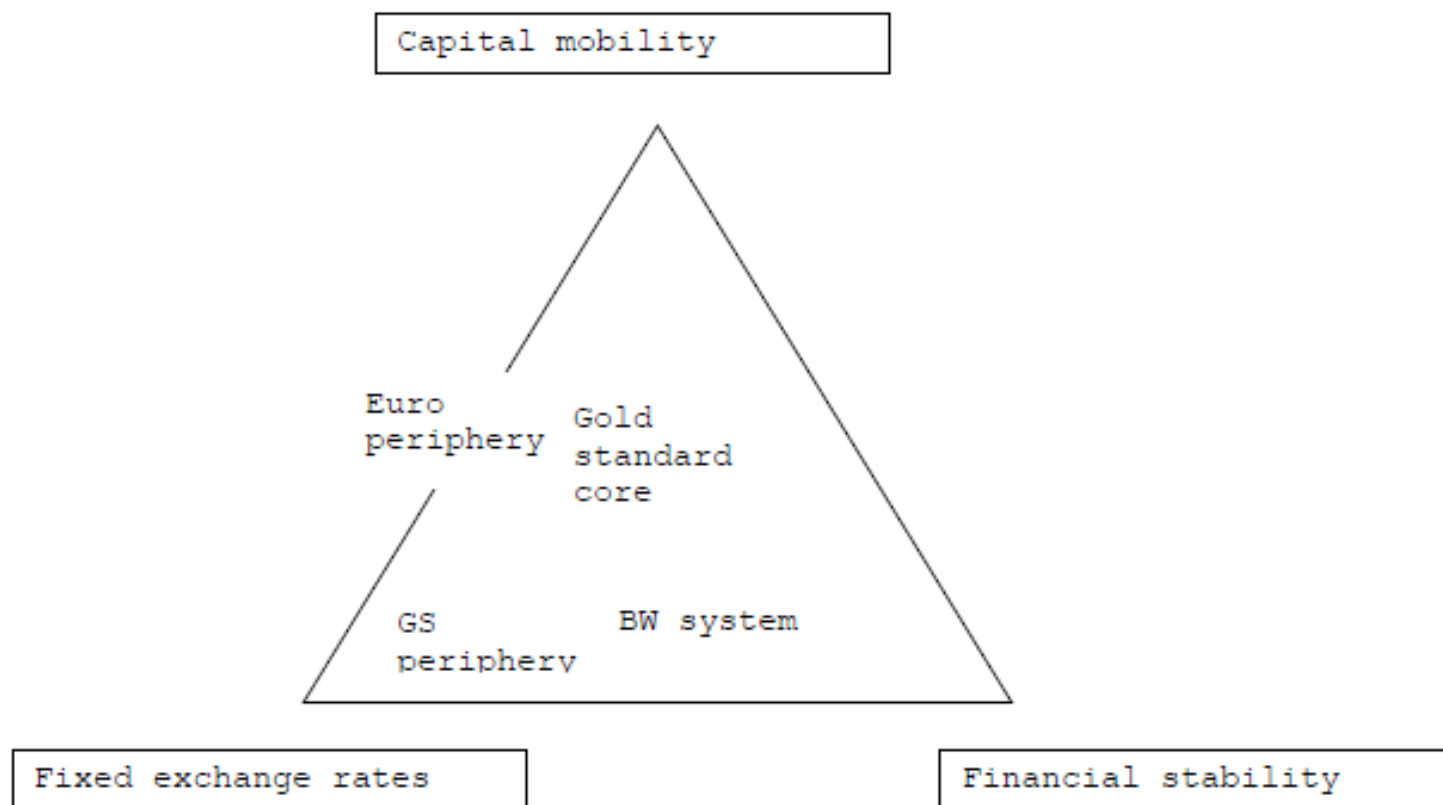 Capital mobility
Euro
periphery
Gold
standard
core
GS
periphery
BW system
Fixed exchange rates
Financial stability